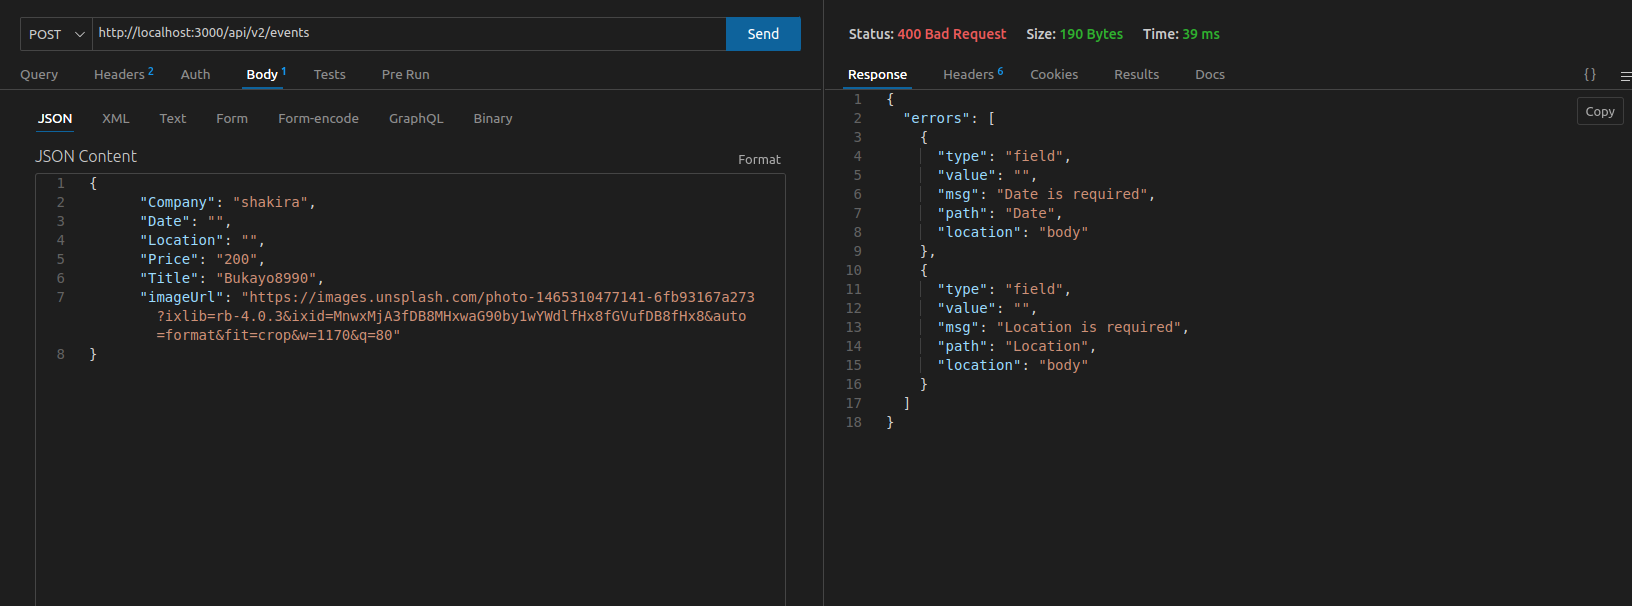 POST http://localhost:3000/api/v2/events Send
Query Headers 2 Auth Body 1 Tests Pre Run
JSON XML Text Form Form-encode GraphQL Binary
JSON Content Format
1 {
2 "Company": "shakira",
3 "Date": "",
4 "Location": "",
5 "Price": "200",
6 "Title": "Bukayo8990",
7 "imageUrl": "https://images.unsplash.com/photo-1465310477141-6fb93167a273
?ixlib=rb-4.0.3&ixid=MnwxMjA3fDB8MHxwaG90by1wYWdlfHx8fGVufDB8fHx8&auto
=format&fit=crop&w=1170&q=80"
8 }
Status: 400 Bad Request Size: 190 Bytes Time: 39 ms
Response Headers 6 Cookies Results Docs {}
Copy
1 {
2 "errors": [
3 {
4 "type": "field",
5 "value": "",
6 "msg": "Date is required",
7 "path": "Date",
8 "location": "body"
9 },
10 {
11 "type": "field",
12 "value": "",
13 "msg": "Location is required",
14 "path": "Location",
15 "location": "body"
16 }
17 ]
18 }